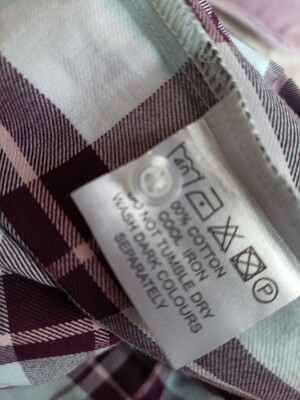 P
00% COTTON
COOL IRON
DO NOT TUMBLE DRY
WASH DARK COLOURS
SEPARATELY